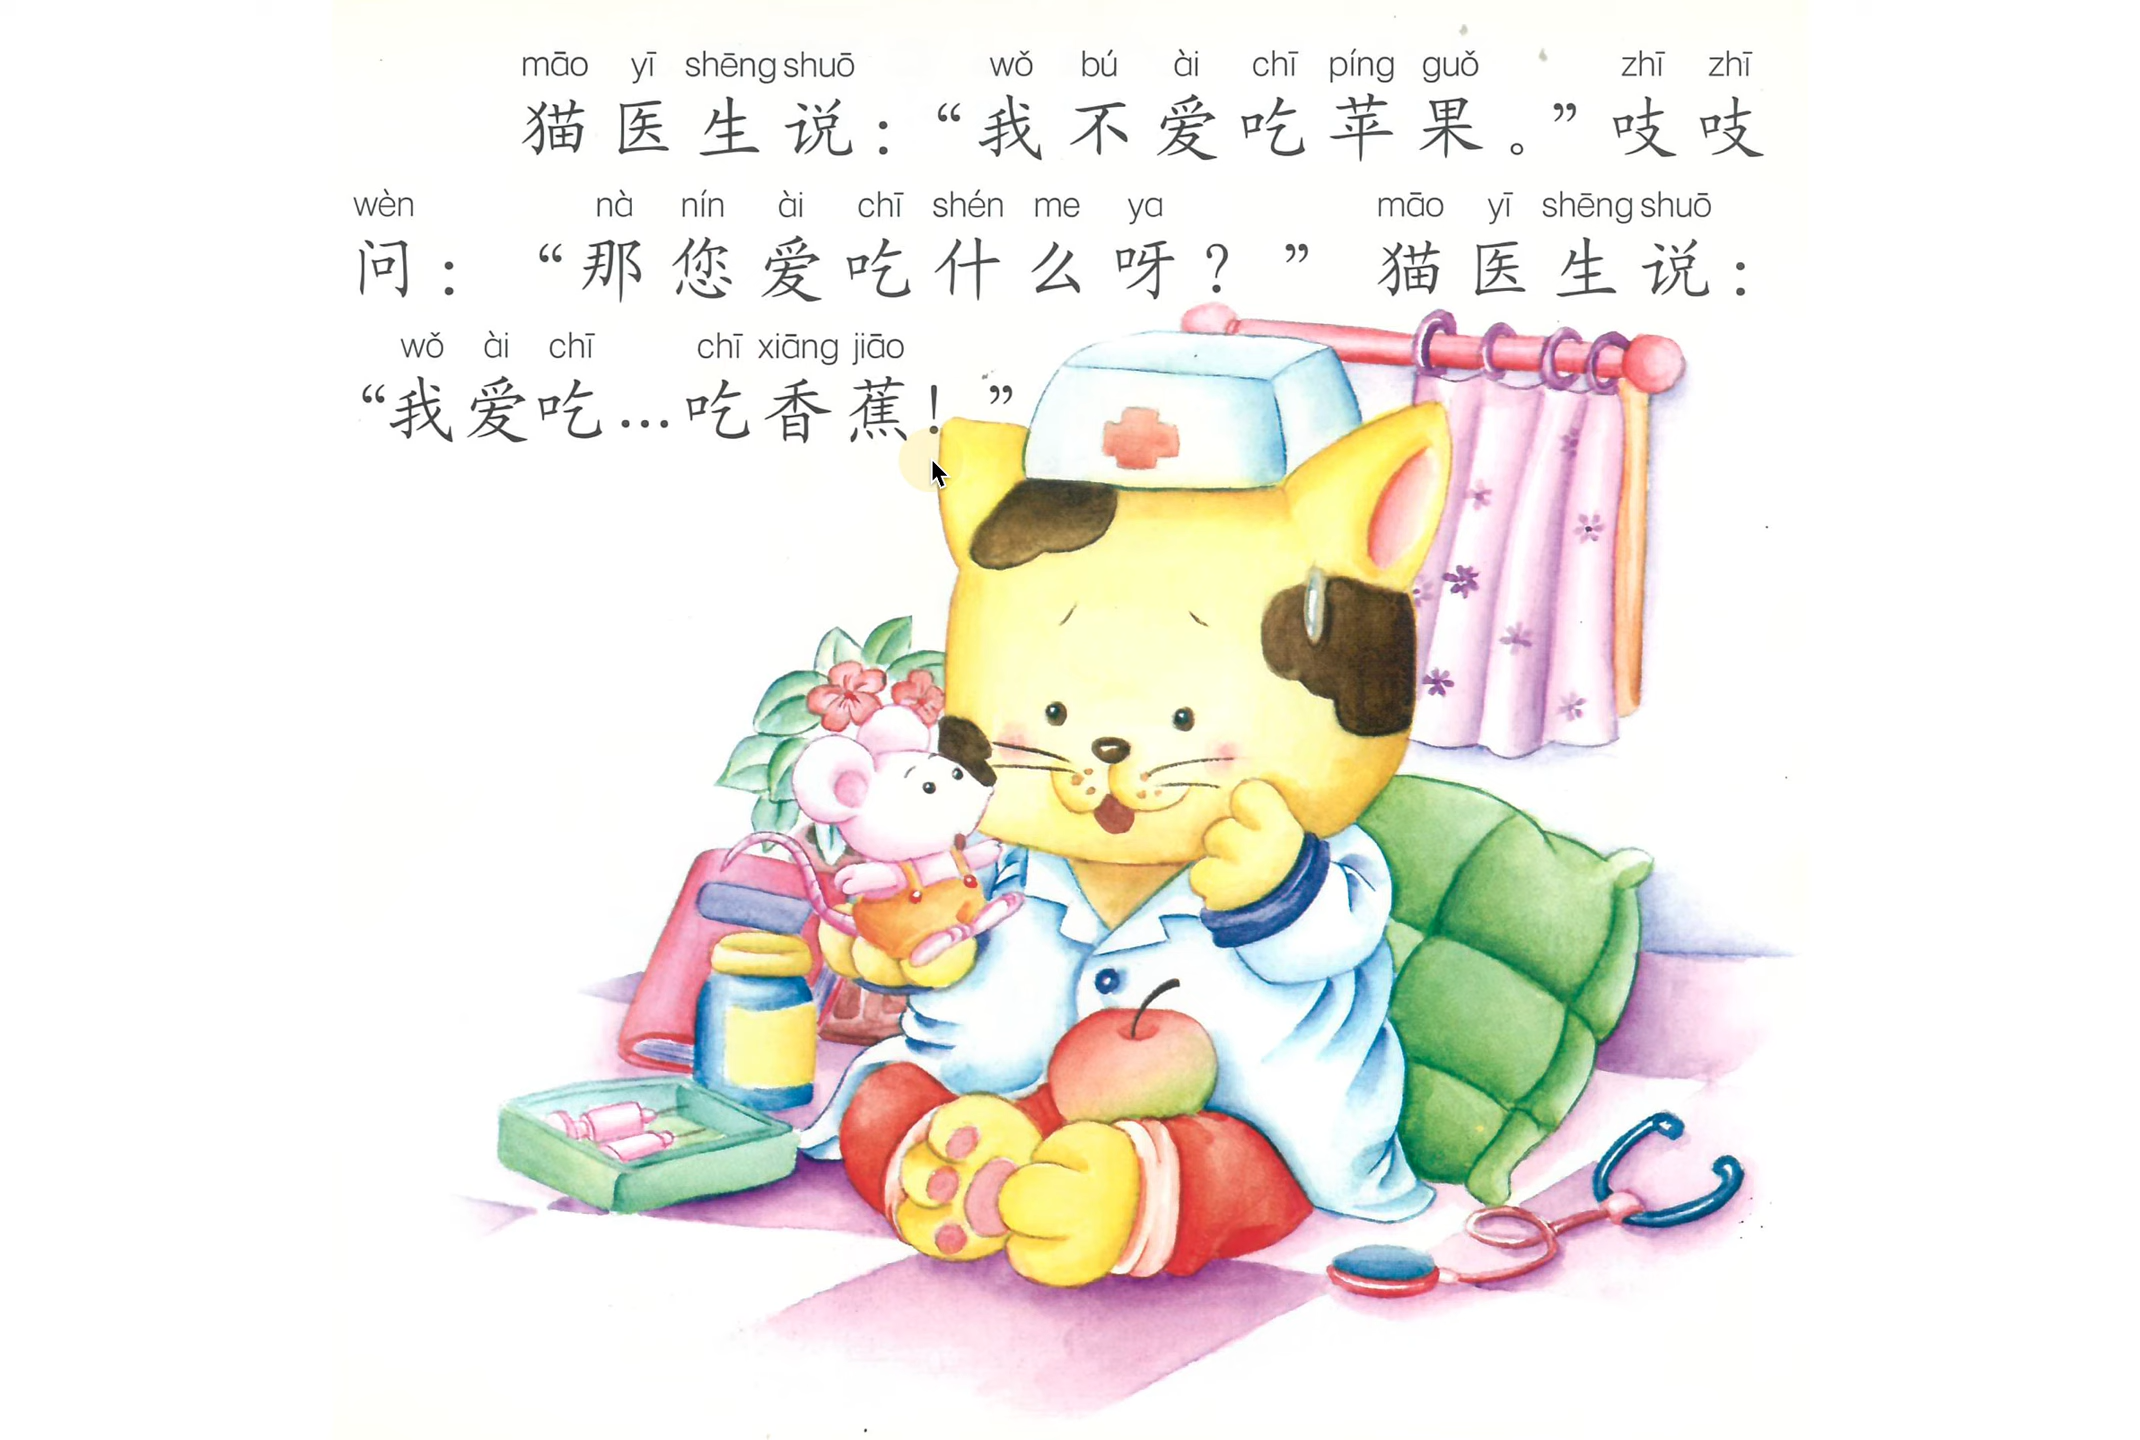 māo yī shēng shuō wǒ bú ài chī píng guǒ zhī zhī
猫医生说：“我不爱吃苹果。”吱吱
wèn nà nín ài chī shén me ya māo yī shēng shuō
问：“那您爱吃什么呀？”猫医生说：
wǒ ài chī chī xiāng jiāo
“我爱吃…吃香蕉！”